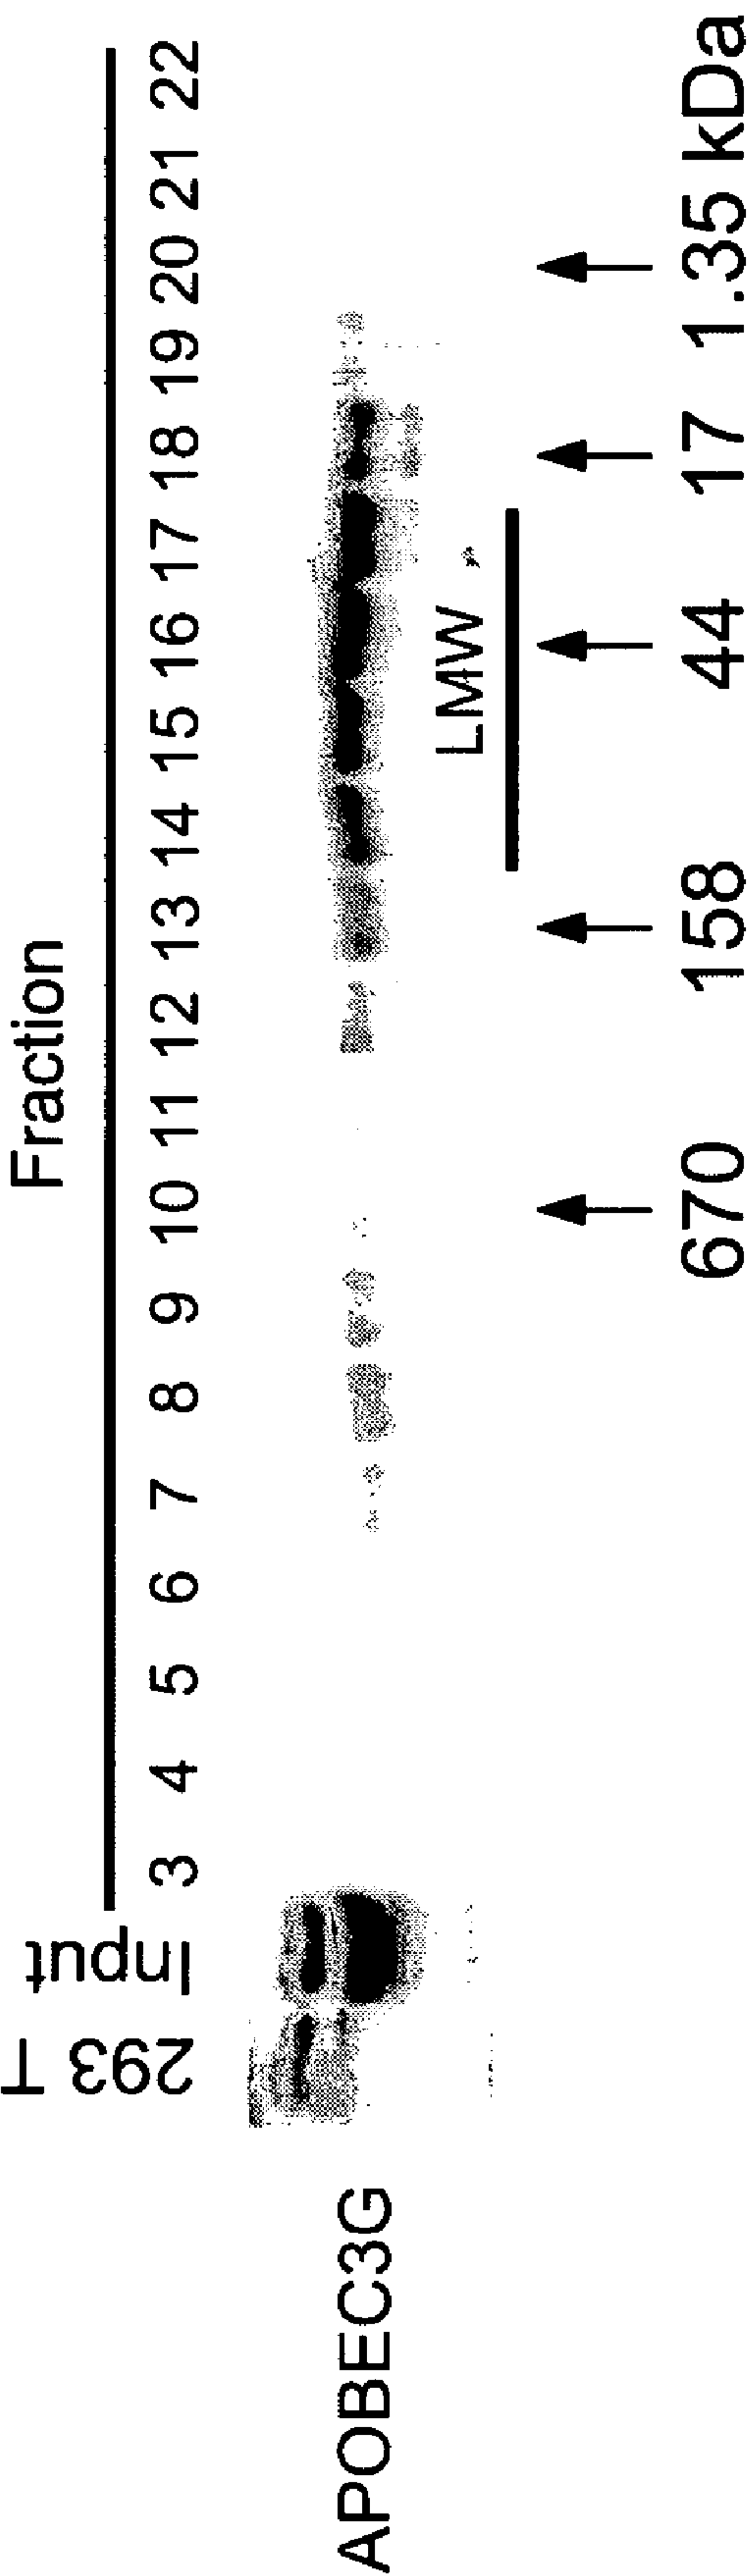 Fraction
293 T Input 3 4 5 6 7 8 9 10 11 12 13 14 15 16 17 18 19 20 21 22
APOBEC3G
LMW
670 158 44 17 1.35 kDa